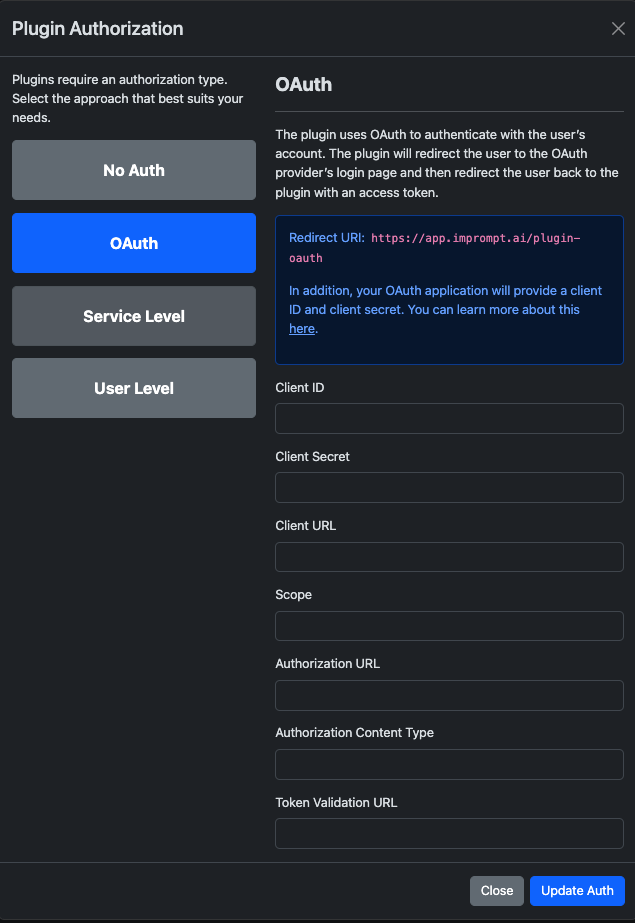 Plugin Authorization
Plugins require an authorization type.
Select the approach that best suits your
needs.
No Auth
OAuth
Service Level
User Level
OAuth
The plugin uses OAuth to authenticate with the user's
account. The plugin will redirect the user to the OAuth
provider's login page and then redirect the user back to the
plugin with an access token.
Redirect URI: https://app.imprompt.ai/plugin-
oauth
In addition, your OAuth application will provide a client
ID and client secret. You can learn more about this
here.
Client ID
Client Secret
Client URL
Scope
Authorization URL
Authorization Content Type
Token Validation URL
Close
Update Auth